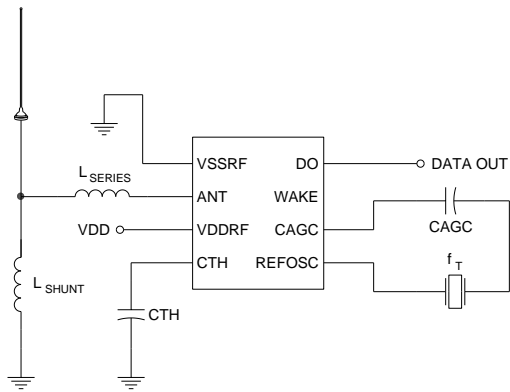 VSSRF
DO
DATA OUT
L SERIES
ANT
WAKE
VDD
VDDRF
CAGC
CAGC
CTH
REFOSC
f T
L SHUNT
CTH